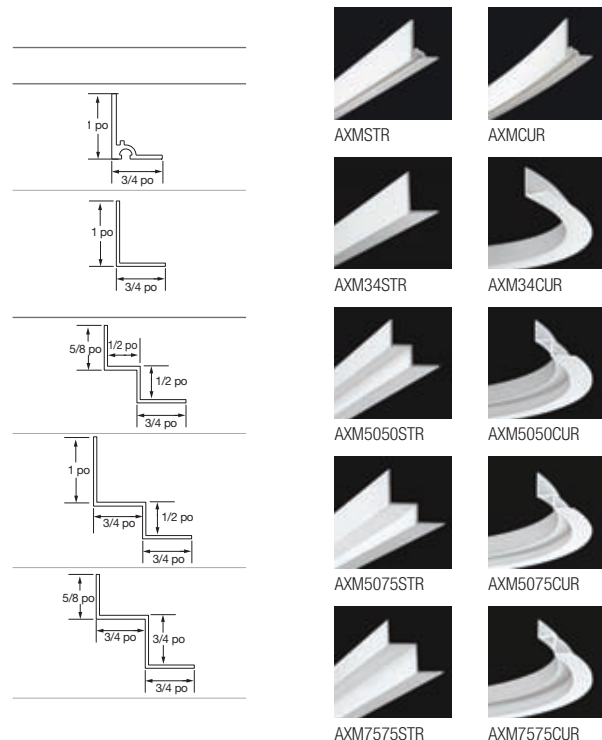 1 po
3/4 po
AXMSTR AXMCUR
1 po
3/4 po
AXM34STR AXM34CUR
5/8 po 1/2 po
1/2 po
3/4 po
AXM5050STR AXM5050CUR
1 po
3/4 po 1/2 po
3/4 po
AXM5075STR AXM5075CUR
5/8 po
3/4 po 3/4 po
3/4 po
AXM7575STR AXM7575CUR